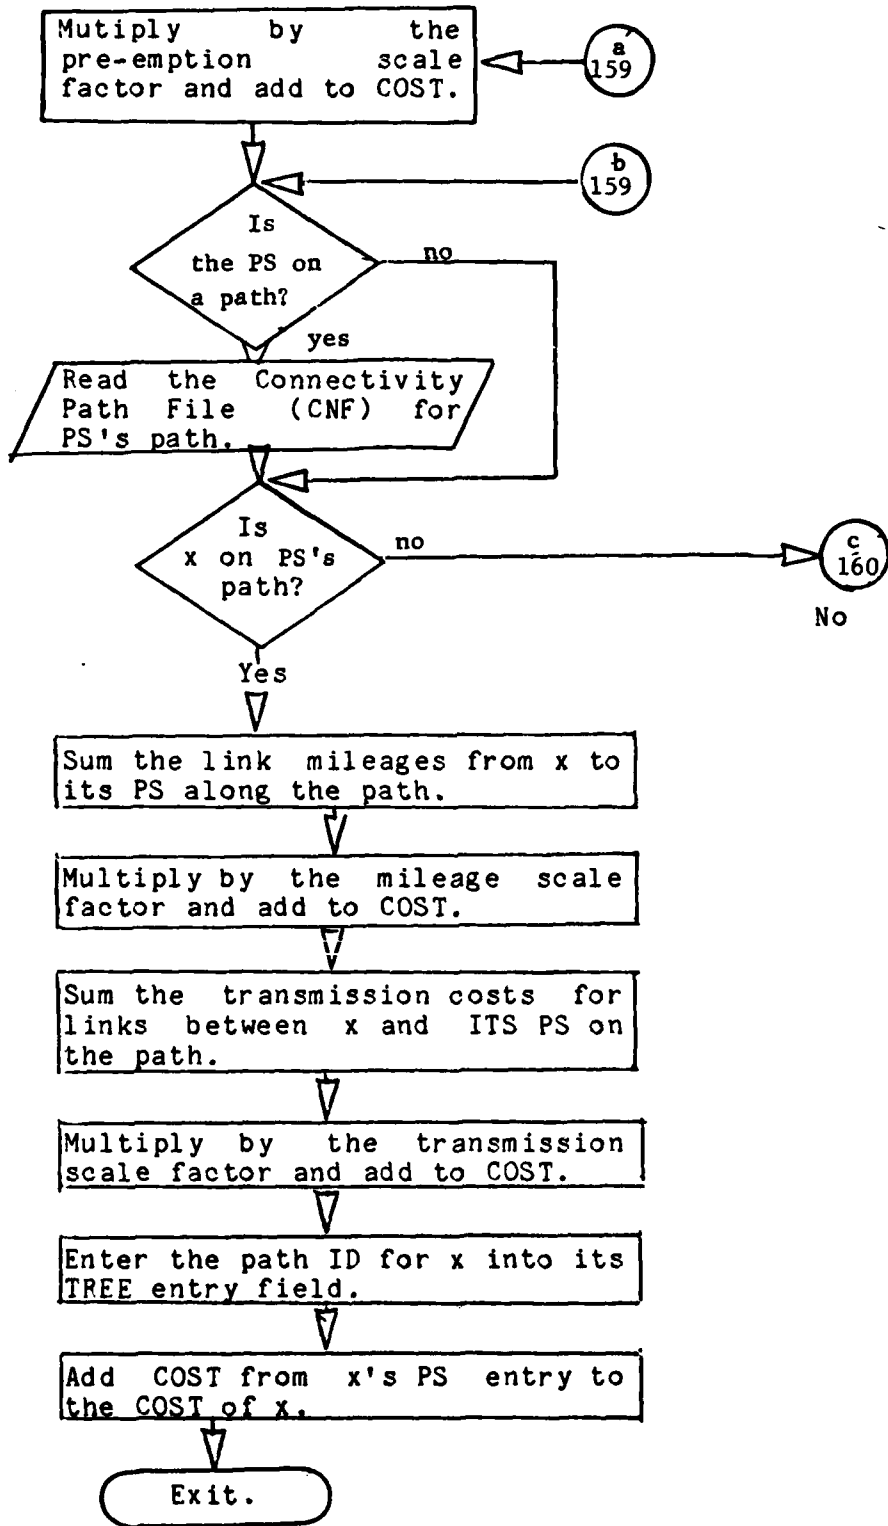 Mutiply by the
pre-emption scale
factor and add to COST.
a
159
b
159
Is
the PS on
a path?
no
yes
Read the Connectivity
Path File (CNF) for
PS's path.
Is
x on PS's
path?
no
c
160
No
Yes
Sum the link mileages from x to
its PS along the path.
Multiply by the mileage scale
factor and add to COST.
Sum the transmission costs for
links between x and ITS PS on
the path.
Multiply by the transmission
scale factor and add to COST.
Enter the path ID for x into its
TREE entry field.
Add COST from x's PS entry to
the COST of x.
Exit.